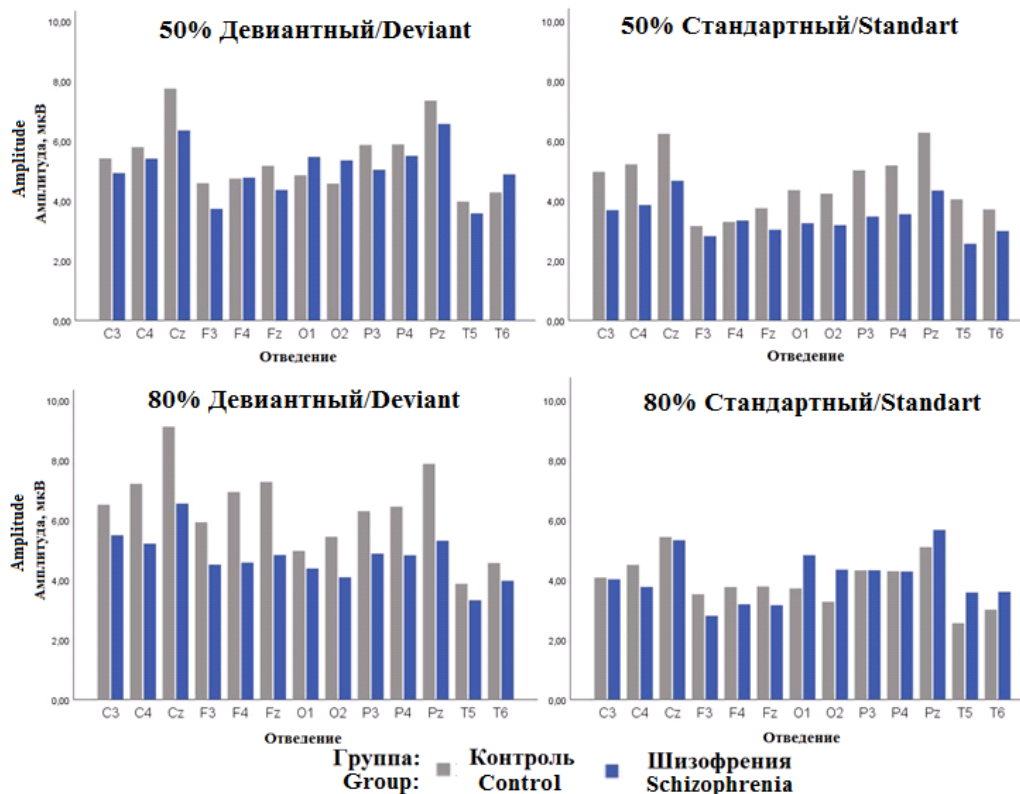 50% Девиантный/Deviant
10,00
8,00
6,00
4,00
2,00
0,00
Amplitude
Амплитуда, мкВ
C3 C4 Cz F3 F4 Fz O1 O2 P3 P4 Pz T5 T6
Отведение
50% Стандартный/Standart
10,00
8,00
6,00
4,00
2,00
0,00
C3 C4 Cz F3 F4 Fz O1 O2 P3 P4 Pz T5 T6
Отведение
80% Девиантный/Deviant
10,00
8,00
6,00
4,00
2,00
0,00
Amplitude
Амплитуда, мкВ
C3 C4 Cz F3 F4 Fz O1 O2 P3 P4 Pz T5 T6
Отведение
80% Стандартный/Standart
10,00
8,00
6,00
4,00
2,00
0,00
C3 C4 Cz F3 F4 Fz O1 O2 P3 P4 Pz T5 T6
Отведение
Группа: Контроль Шизофрения
Group: Control Schizophrenia